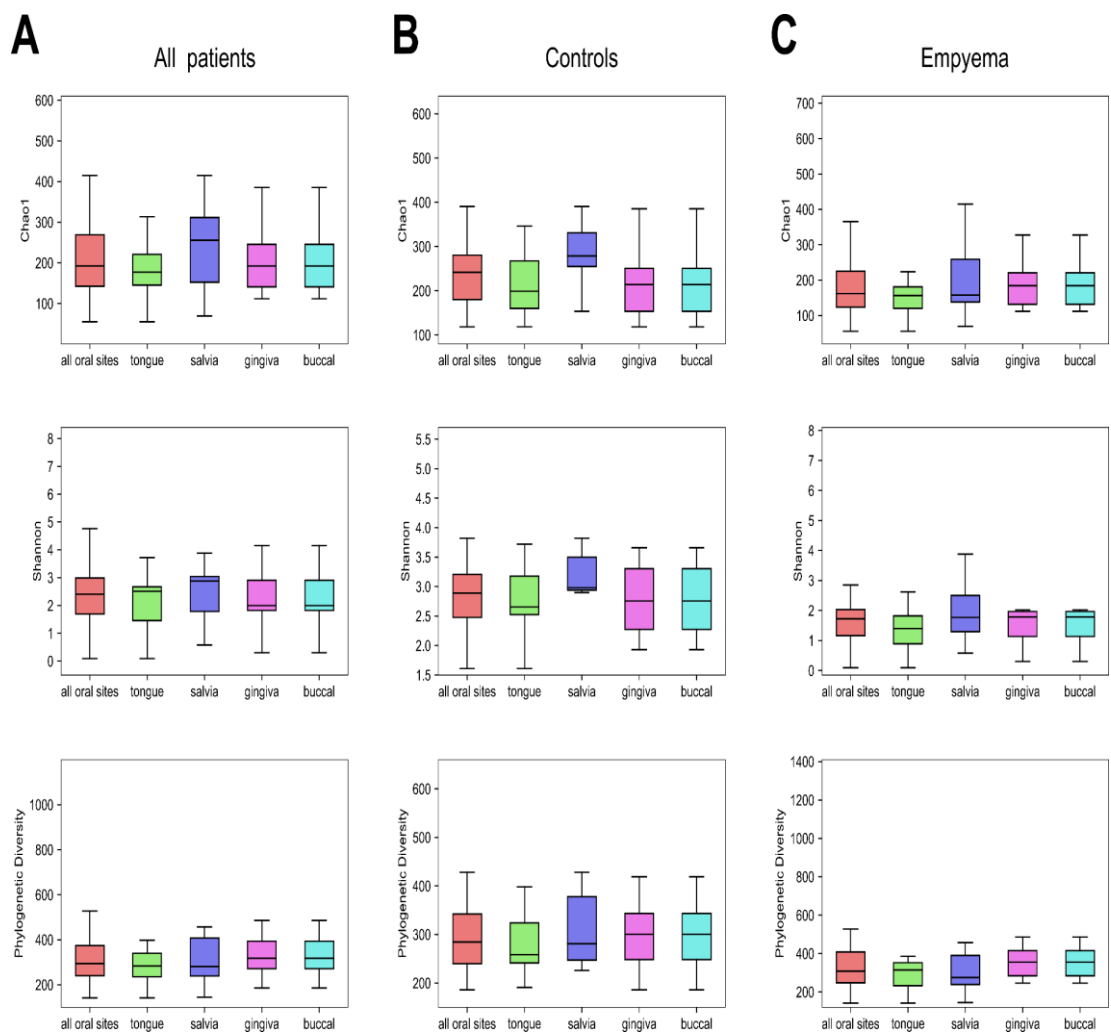 A
All patients
B
Controls
C
Empyema
Chao1
600
500
400
300
200
100
all oral sites tongue salvia gingiva buccal
Chao1
600
500
400
300
200
100
all oral sites tongue salvia gingiva buccal
Chao1
700
600
500
400
300
200
100
all oral sites tongue salvia gingiva buccal
Shannon
8
7
6
5
4
3
2
1
0
all oral sites tongue salvia gingiva buccal
Shannon
5.5
5.0
4.5
4.0
3.5
3.0
2.5
2.0
1.5
all oral sites tongue salvia gingiva buccal
Shannon
8
7
6
5
4
3
2
1
0
all oral sites tongue salvia gingiva buccal
Phylogenetic Diversity
1000
800
600
400
200
all oral sites tongue salvia gingiva buccal
Phylogenetic Diversity
600
500
400
300
200
all oral sites tongue salvia gingiva buccal
Phylogenetic Diversity
1400
1200
1000
800
600
400
200
all oral sites tongue salvia gingiva buccal